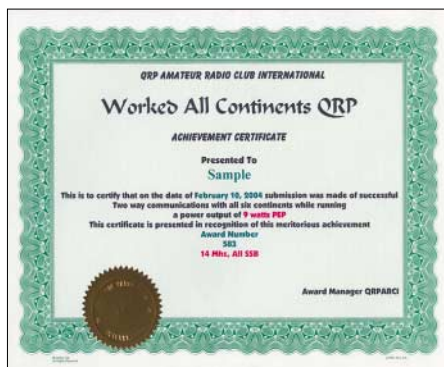 QRP AMATEUR RADIO CLUB INTERNATIONAL
Worked All Continents QRP
ACHIEVEMENT CERTIFICATE
Presented To
Sample
This is to certify that on the date of February 10, 2004 submission was made of successful
Two way communications with all six continents while running
a power output of 9 watts PEP
This certificate is presented in recognition of this meritorious achievement
Award Number
583
14 Mhs, All SSB
Award Manager QRPARCI